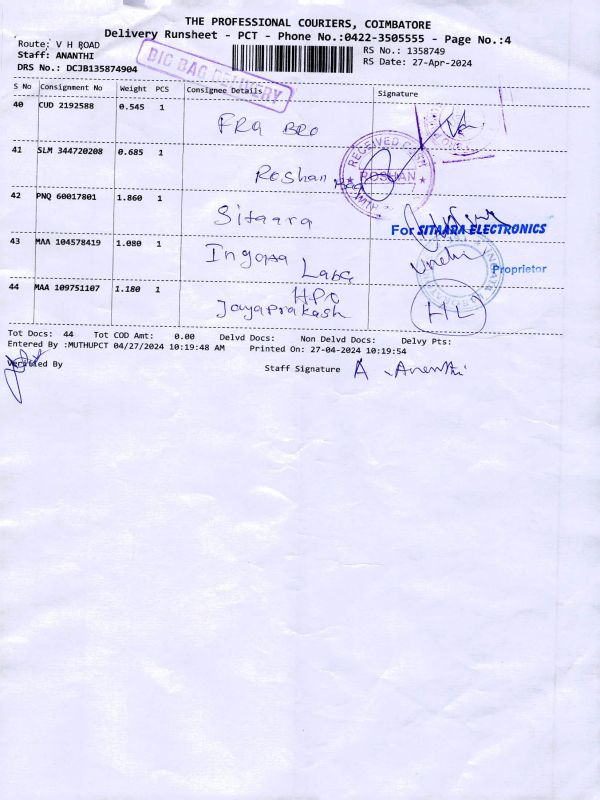 THE PROFESSIONAL COURIERS, COIMBATORE
Delivery Runsheet - PCT - Phone No.:0422-3505555 - Page No.:4
Route: V H ROAD
Staff: ANANTHI
DRS No.: DCJB135874904
RS No.: 1358749
RS Date: 27-Apr-2024
BIG BAG DELIVERY
S No Consignment No Weight PCS Consignee Details Signature
40 CUD 2192588 0.545 1
FRA BRO
41 SLM 344720208 0.685 1
Roshan
RECEIVED
ROSHAN
42 PNQ 60017801 1.860 1
Sitaara
For SITAARA ELECTRONICS
Proprietor
43 MAA 104578419 1.080 1
44 MAA 109751107 1.180 1
HPO
Jayaprakash
HL
Tot Docs: 44 Tot COD Amt: 0.00 Delvd Docs: Non Delvd Docs: Delvy Pts:
Entered By :MUTHUPCT 04/27/2024 10:19:48 AM Printed On: 27-04-2024 10:19:54
Verified By
Staff Signature A. Ananthi